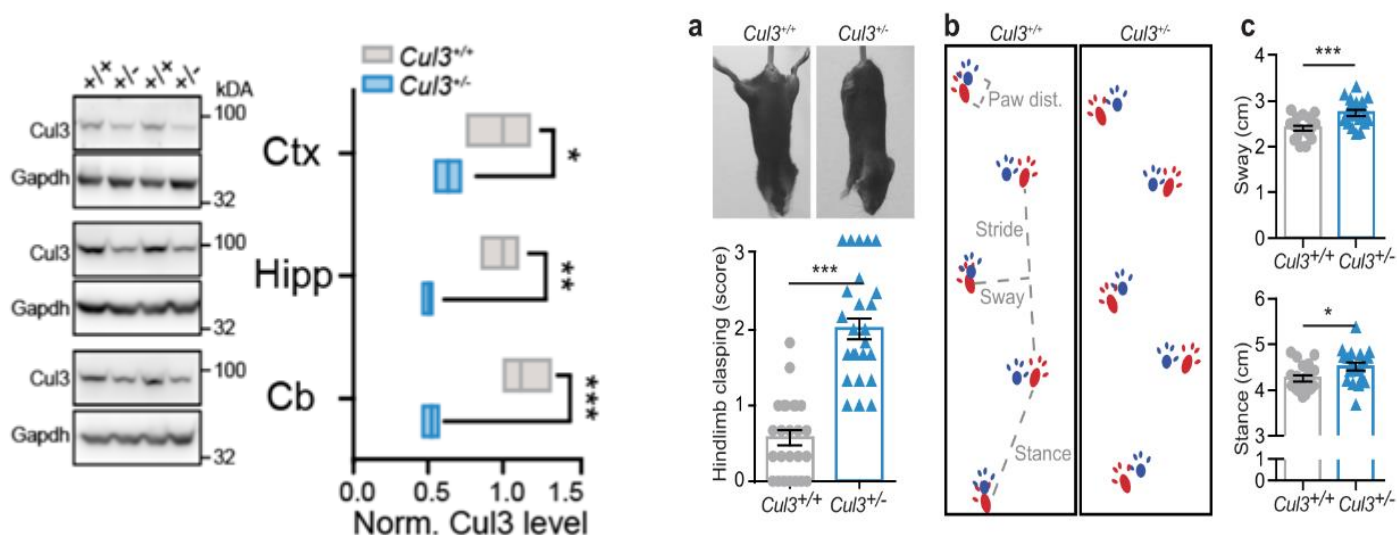 +/+ +/- +/+ +/-
kDA
Cul3
100
Gapdh
32
Cul3
100
Gapdh
32
Cul3
100
Gapdh
32
Cul3+/+
Cul3+/-
Ctx
*
Hipp
**
Cb
***
0.0 0.5 1.0 1.5
Norm. Cul3 level
a
Cul3+/+ Cul3+/-
Hindlimb clasping (score)
3
2
1
0
***
Cul3+/+ Cul3+/-
b
Cul3+/+ Cul3+/-
Paw dist.
Stride
Sway
Stance
c
Sway (cm)
4
3
2
1
0
***
Cul3+/+ Cul3+/-
Stance (cm)
6
5
4
3
1
0
*
Cul3+/+ Cul3+/-